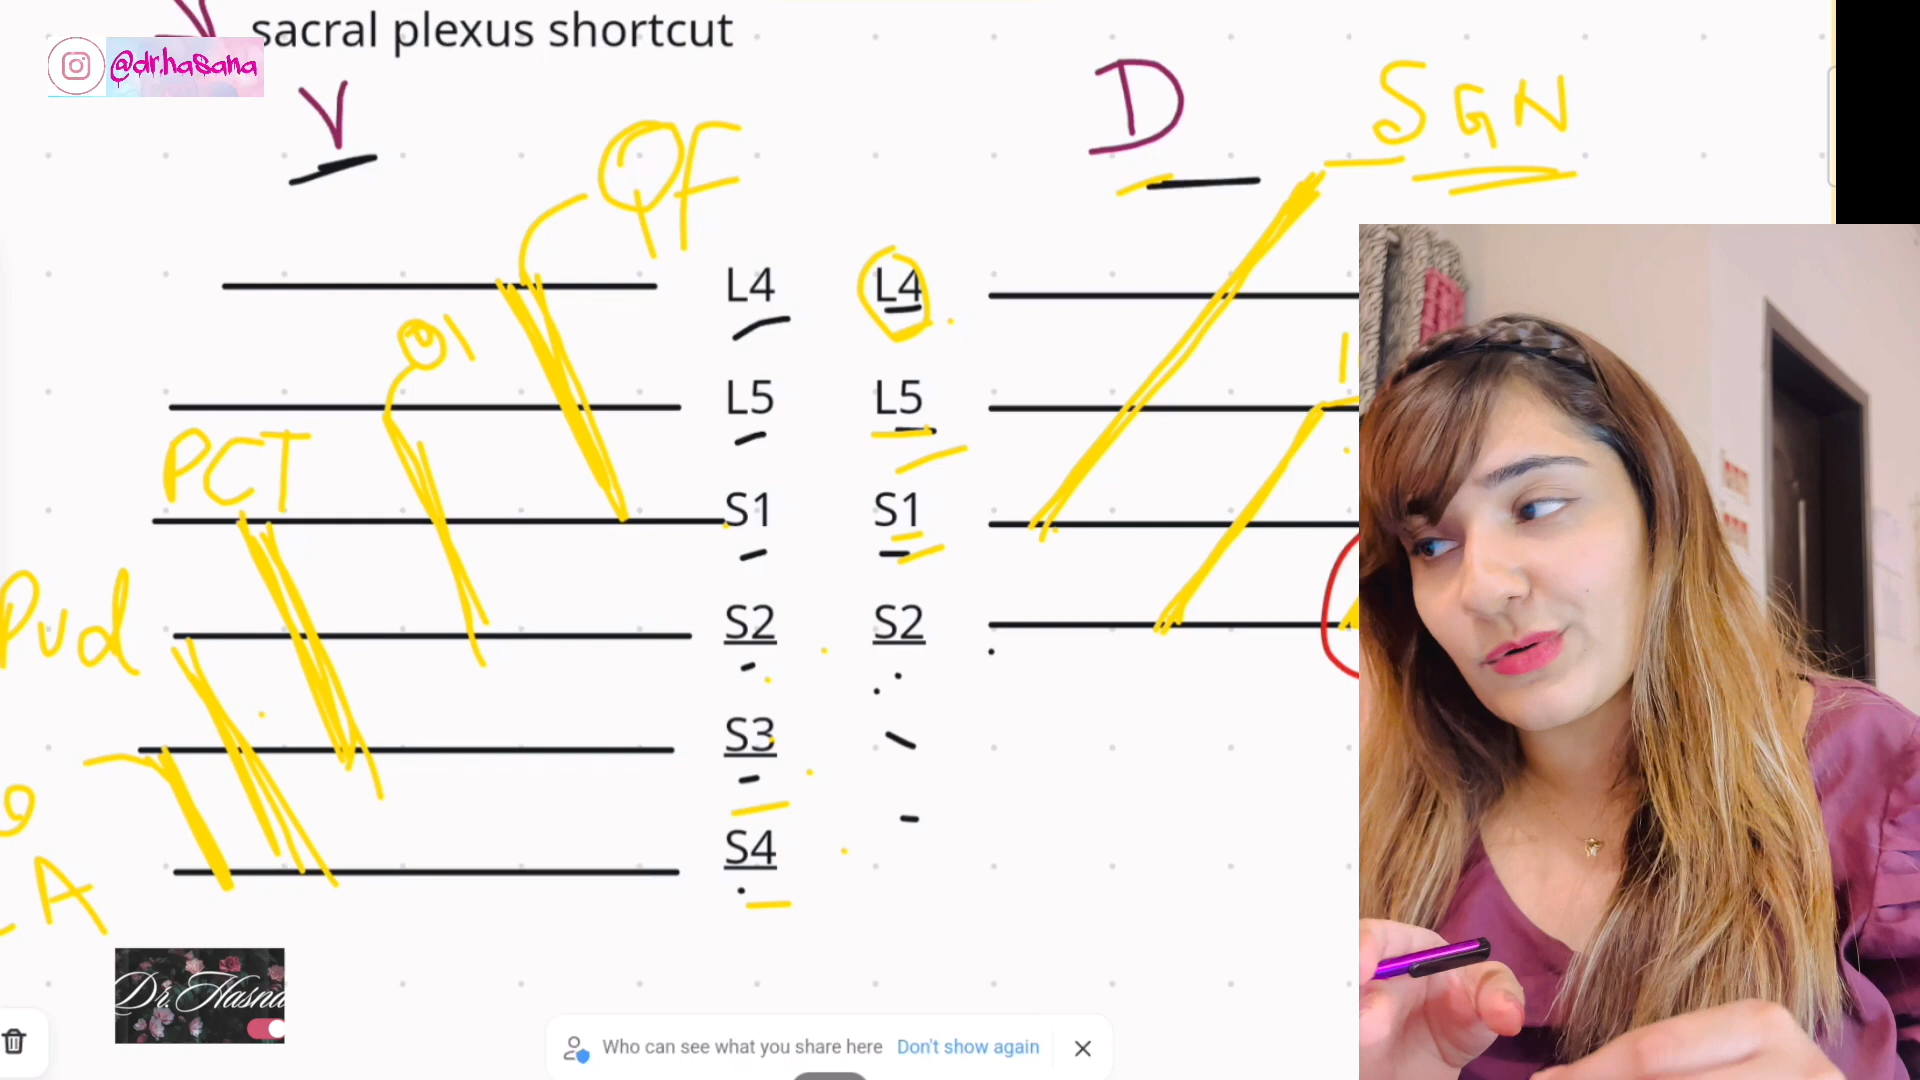 sacral plexus shortcut
@dr.hasana
V
D
SGN
QF
L4 L4
OI
L5 L5
PCT
S1 S1
Pud
S2 S2
S3
S4
LA
Dr. Hasna
Who can see what you share here Don't show again